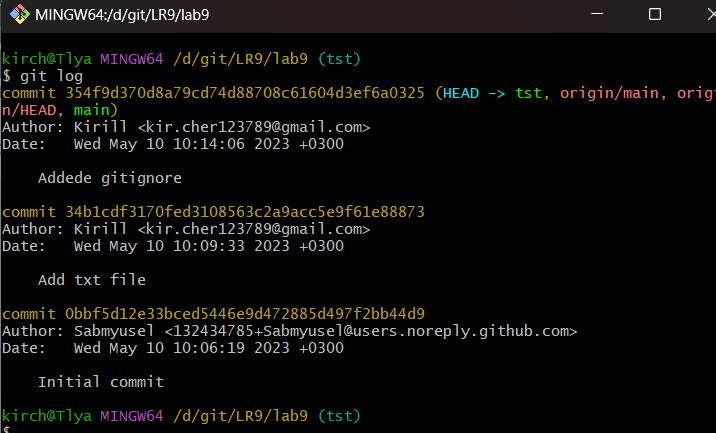 MINGW64:/d/git/LR9/lab9
kirch@Tlya MINGW64 /d/git/LR9/lab9 (tst)
$ git log
commit 354f9d370d8a79cd74d88708c61604d3ef6a0325 (HEAD -> tst, origin/main, origi
n/HEAD, main)
Author: Kirill <kir.cher123789@gmail.com>
Date:   Wed May 10 10:14:06 2023 +0300
    Addede gitignore
commit 34b1cdf3170fed3108563c2a9acc5e9f61e88873
Author: Kirill <kir.cher123789@gmail.com>
Date:   Wed May 10 10:09:33 2023 +0300
    Add txt file
commit 0bbf5d12e33bced5446e9d472885d497f2bb44d9
Author: Sabmyusel <132434785+Sabmyusel@users.noreply.github.com>
Date:   Wed May 10 10:06:19 2023 +0300
    Initial commit
kirch@Tlya MINGW64 /d/git/LR9/lab9 (tst)
$